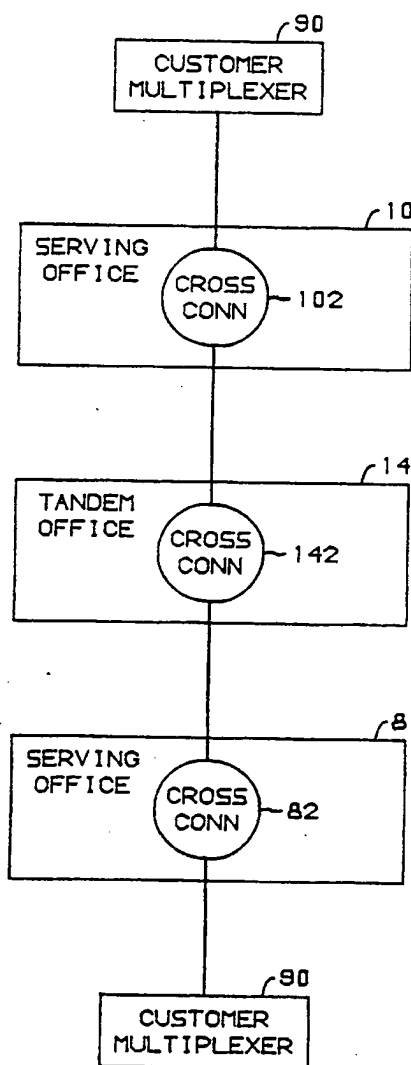 90
CUSTOMER
MULTIPLEXER
10
SERVING
OFFICE
CROSS
CONN
102
14
TANDEM
OFFICE
CROSS
CONN
142
8
SERVING
OFFICE
CROSS
CONN
82
90
CUSTOMER
MULTIPLEXER